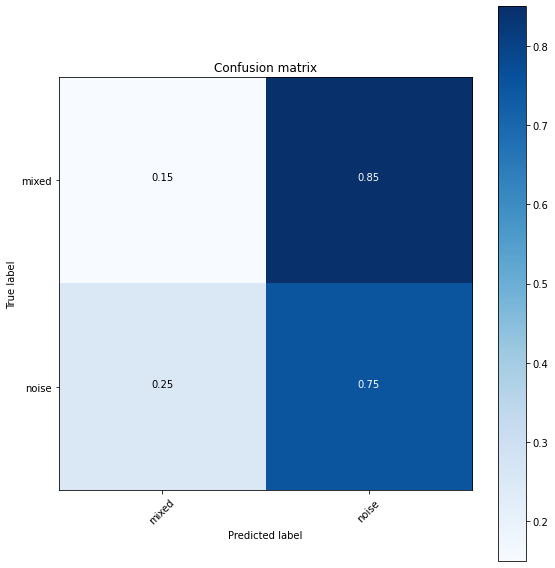 Confusion matrix
True label
mixed
0.15 0.85
noise
0.25 0.75
mixed noise
Predicted label
0.8
0.7
0.6
0.5
0.4
0.3
0.2